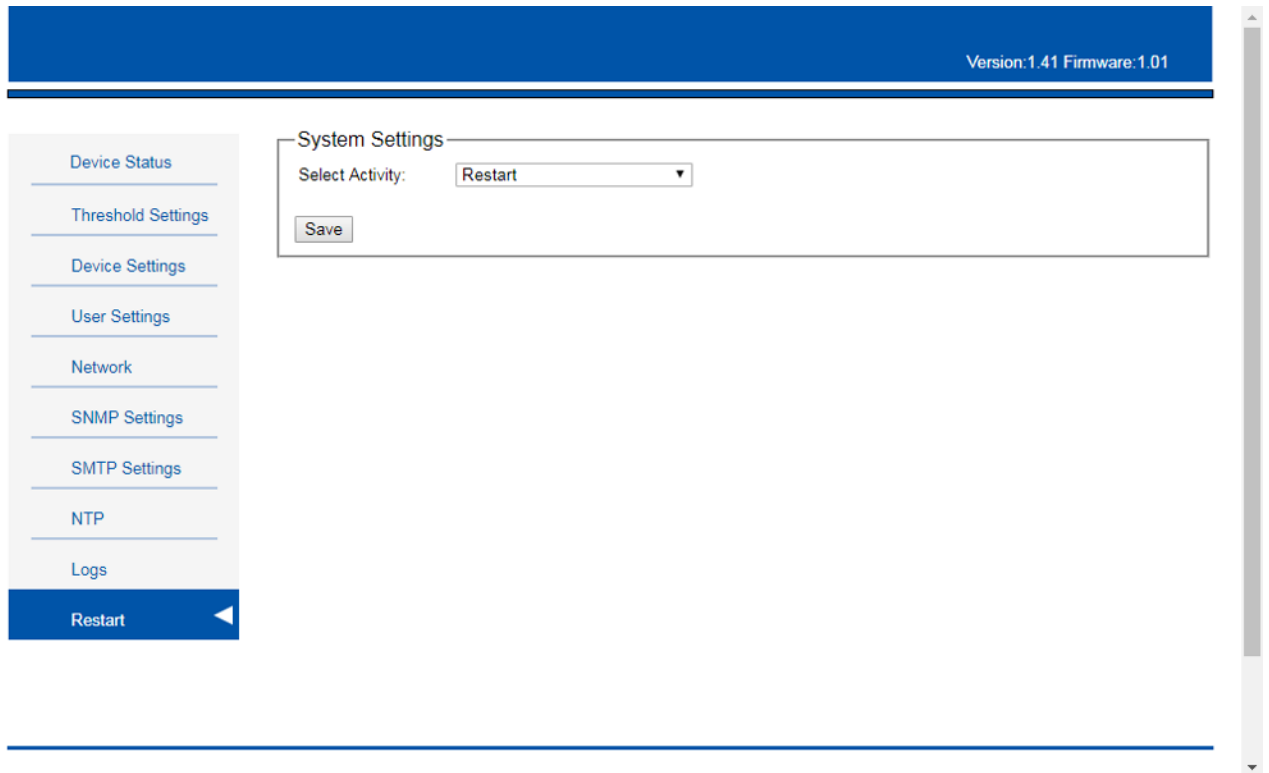 Version:1.41 Firmware:1.01
Device Status
Threshold Settings
Device Settings
User Settings
Network
SNMP Settings
SMTP Settings
NTP
Logs
Restart
System Settings
Select Activity: Restart
Save